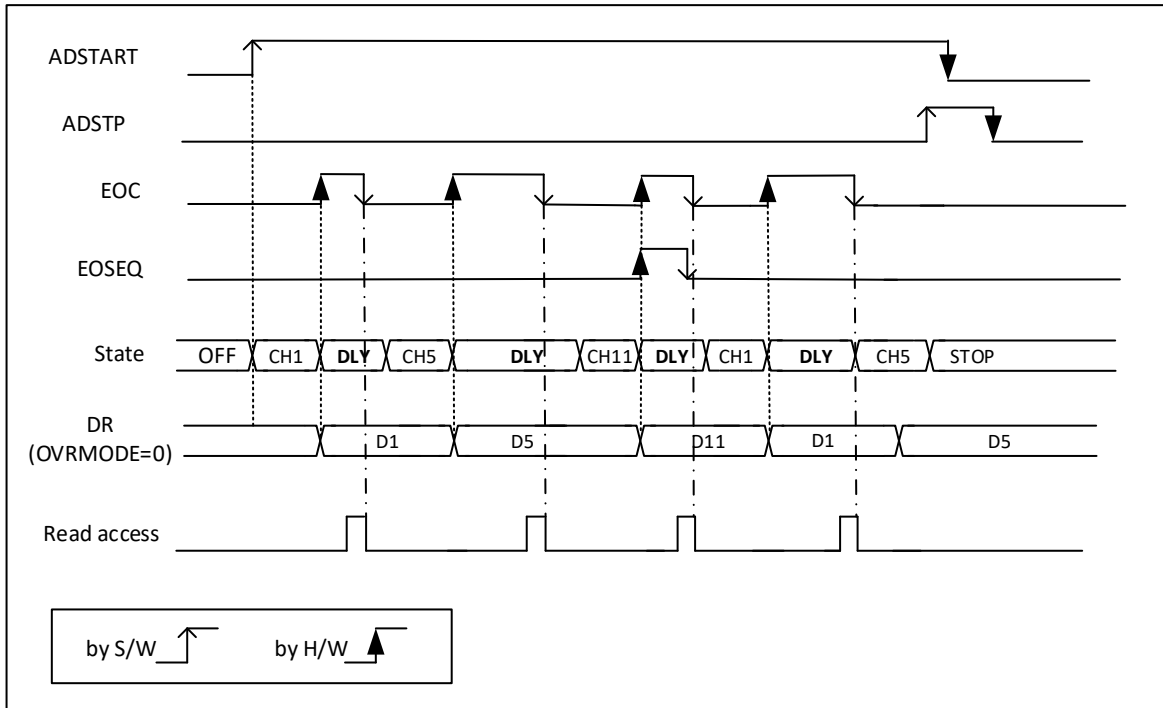 ADSTART
ADSTP
EOC
EOSEQ
State OFF CH1 DLY CH5 DLY CH11 DLY CH1 DLY CH5 STOP
DR
(OVRMODE=0) D1 D5 D11 D1 D5
Read access
by S/W by H/W